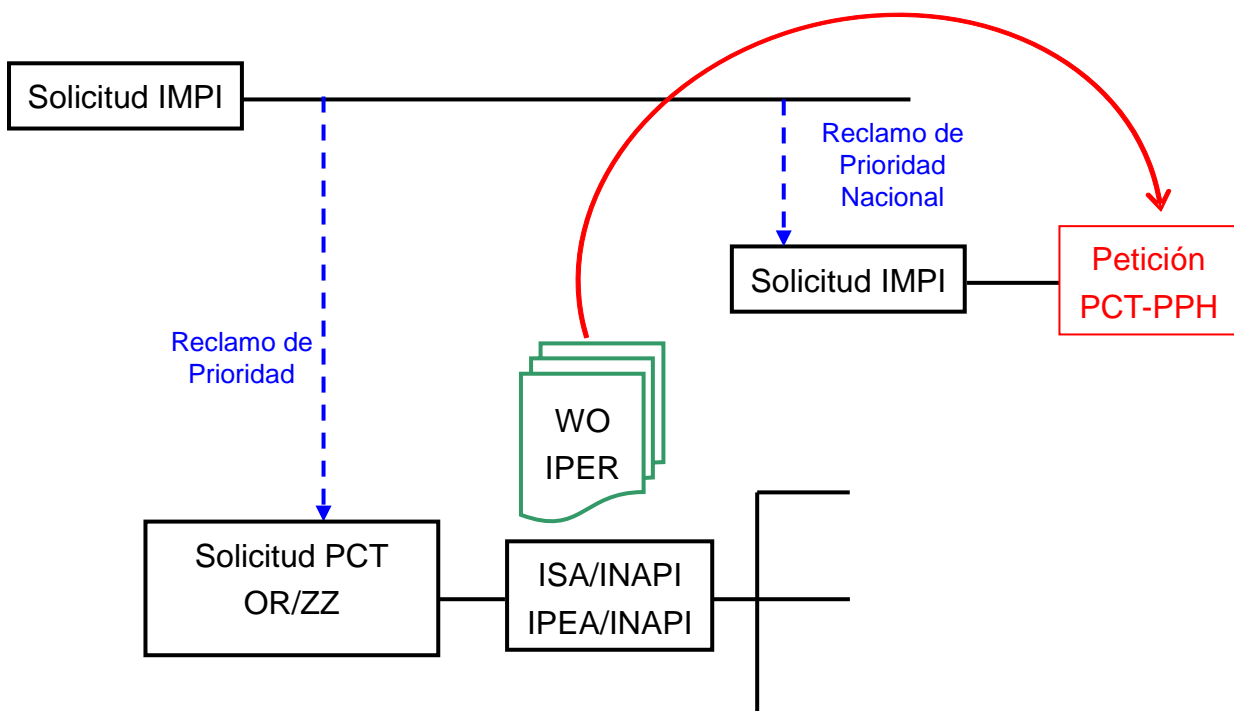 Solicitud IMPI
Reclamo de
Prioridad
Nacional
Solicitud IMPI
Petición
PCT-PPH
Reclamo de
Prioridad
WO
IPER
Solicitud PCT
OR/ZZ
ISA/INAPI
IPEA/INAPI